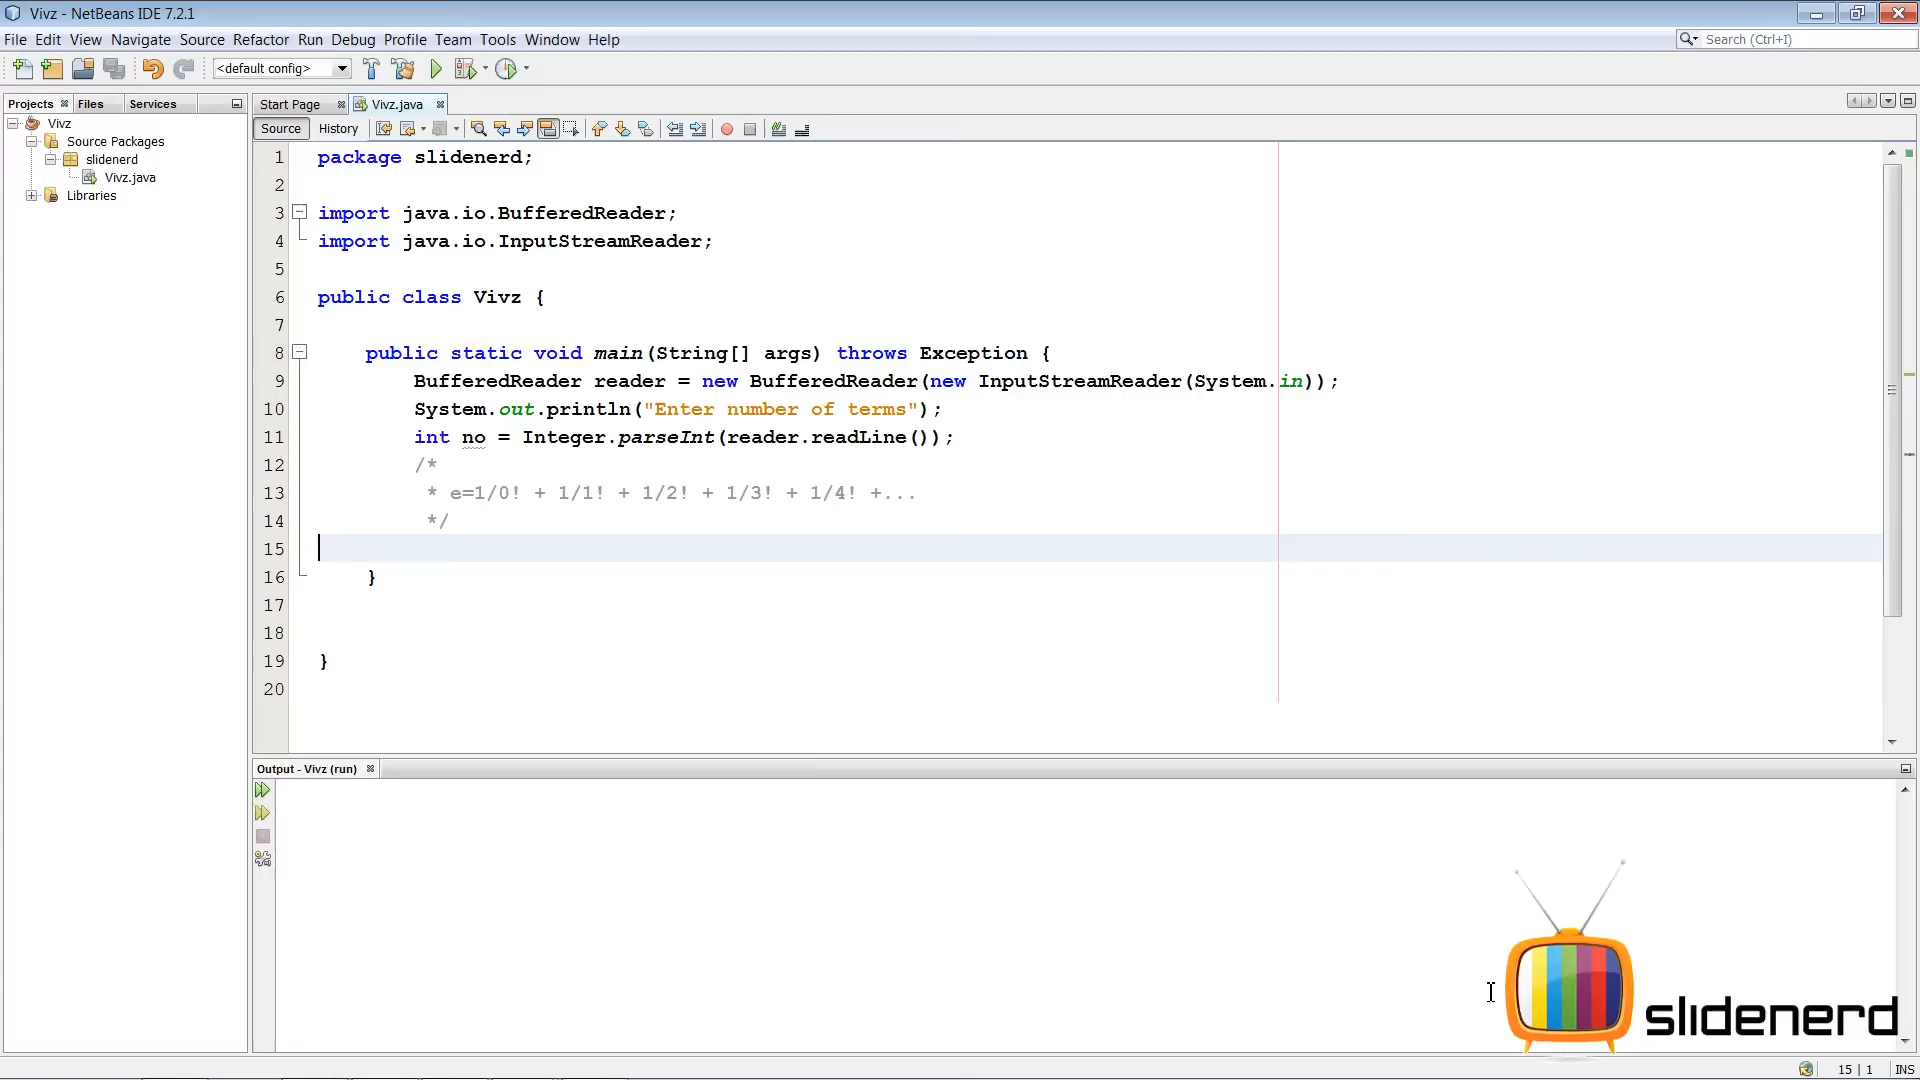 Vivz - NetBeans IDE 7.2.1
File Edit View Navigate Source Refactor Run Debug Profile Team Tools Window Help
Search (Ctrl+I)
<default config>
Projects Files Services
Start Page Vivz.java
Source History
Vivz
Source Packages
slidenerd
Vivz.java
Libraries
1 package slidenerd;
2
3 import java.io.BufferedReader;
4 import java.io.InputStreamReader;
5
6 public class Vivz {
7
8 public static void main(String[] args) throws Exception {
9 BufferedReader reader = new BufferedReader(new InputStreamReader(System.in));
10 System.out.println("Enter number of terms");
11 int no = Integer.parseInt(reader.readLine());
12 /*
13 * e=1/0! + 1/1! + 1/2! + 1/3! + 1/4! +...
14 */
15
16 }
17
18
19 }
20
Output - Vivz (run)
slidenerd
15 | 1 INS